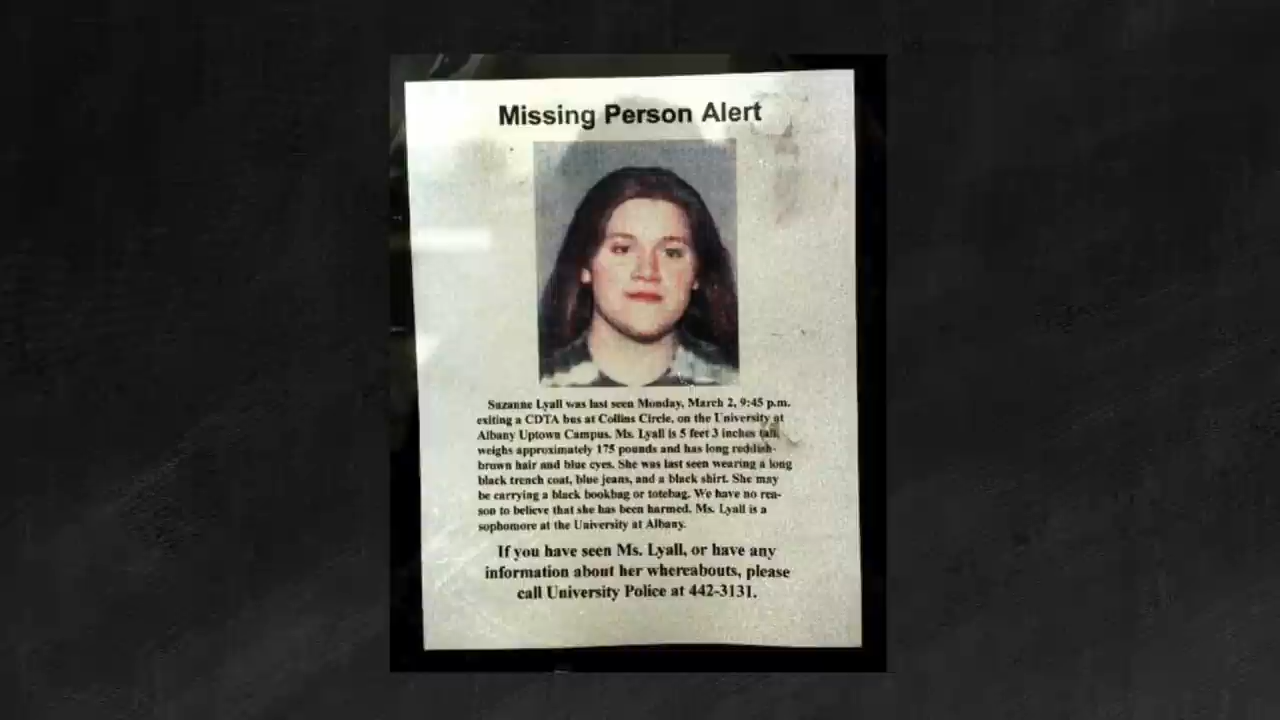 Missing Person Alert
Suzanne Lyall was last seen Monday, March 2, 9:45 p.m.
exiting a CDTA bus at Collins Circle, on the University at
Albany Uptown Campus. Ms. Lyall is 5 feet 3 inches tall,
weighs approximately 175 pounds and has long reddish-
brown hair and blue eyes. She was last seen wearing a long
black trench coat, blue jeans, and a black shirt. She may
be carrying a black bookbag or totebag. We have no rea-
son to believe that she has been harmed. Ms. Lyall is a
sophomore at the University at Albany.
If you have seen Ms. Lyall, or have any
information about her whereabouts, please
call University Police at 442-3131.